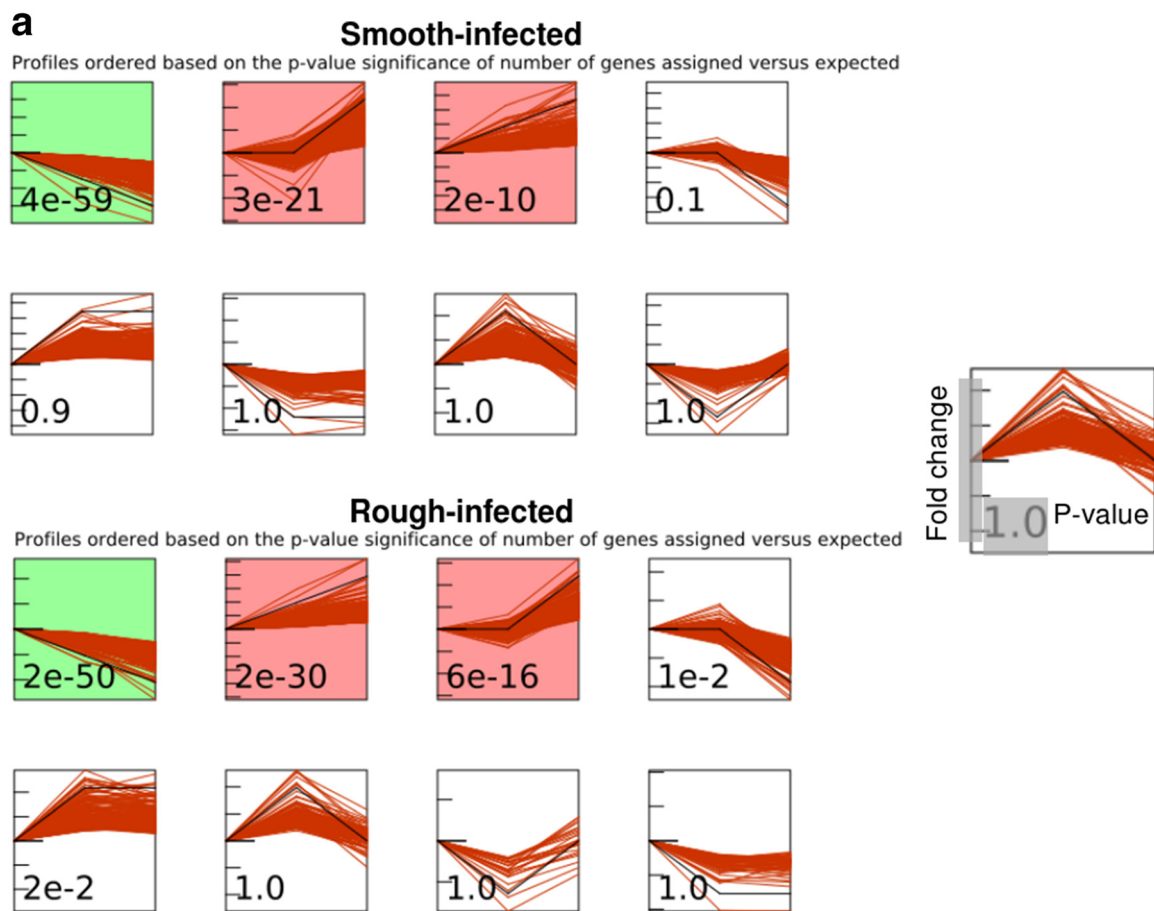 a
Smooth-infected
Profiles ordered based on the p-value significance of number of genes assigned versus expected
4e-59 3e-21 2e-10 0.1
0.9 1.0 1.0 1.0
Fold change
1.0 P-value
Rough-infected
Profiles ordered based on the p-value significance of number of genes assigned versus expected
2e-50 2e-30 6e-16 1e-2
2e-2 1.0 1.0 1.0